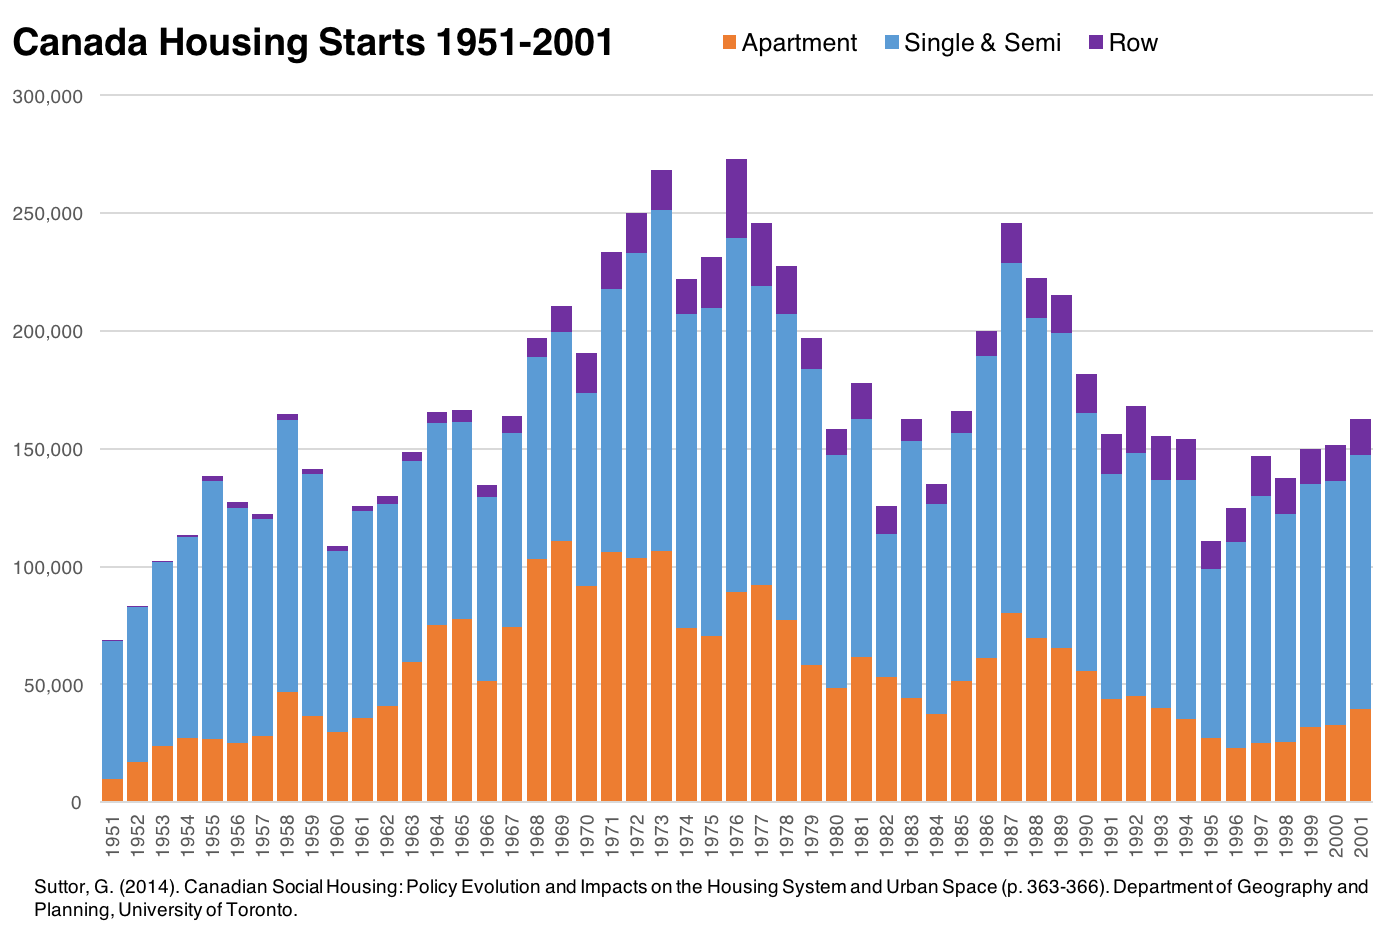 Canada Housing Starts 1951-2001
Apartment Single & Semi Row
300,000
250,000
200,000
150,000
100,000
50,000
0
1951 1952 1953 1954 1955 1956 1957 1958 1959 1960 1961 1962 1963 1964 1965 1966 1967 1968 1969 1970 1971 1972 1973 1974 1975 1976 1977 1978 1979 1980 1981 1982 1983 1984 1985 1986 1987 1988 1989 1990 1991 1992 1993 1994 1995 1996 1997 1998 1999 2000 2001
Suttor, G. (2014). Canadian Social Housing: Policy Evolution and Impacts on the Housing System and Urban Space (p. 363-366). Department of Geography and
Planning, University of Toronto.